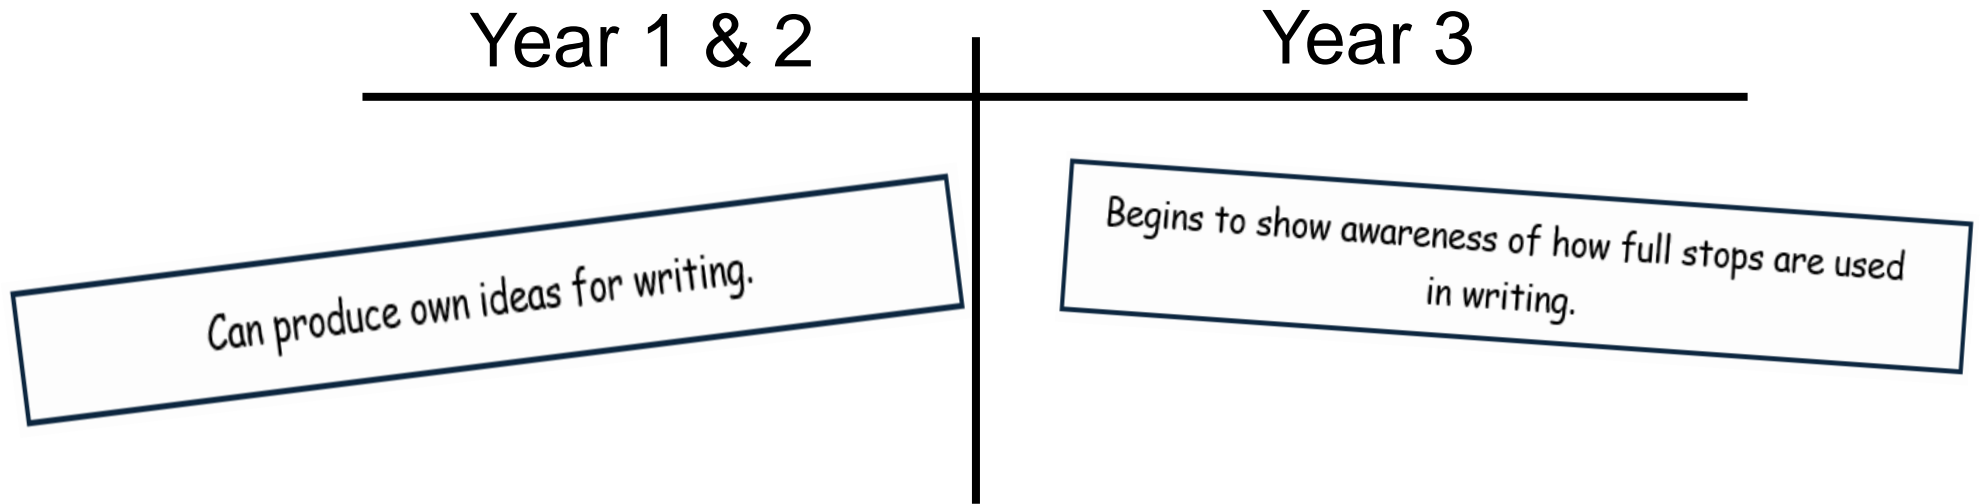 Year 1 & 2
Year 3
Can produce own ideas for writing.
Begins to show awareness of how full stops are used
in writing.